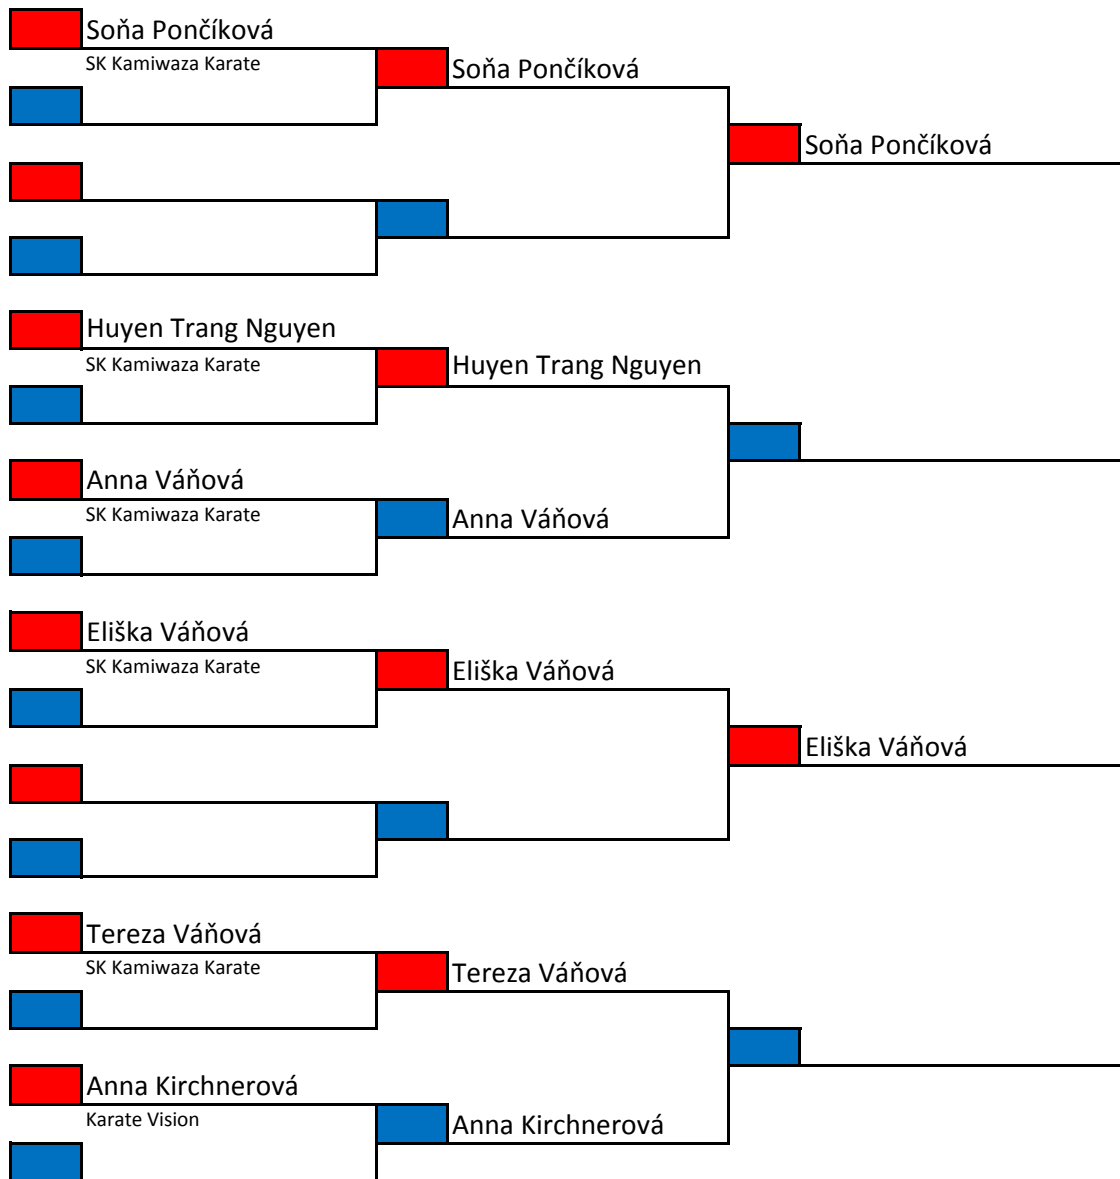 Soňa Pončíková
SK Kamiwaza Karate
Soňa Pončíková
Soňa Pončíková
Huyen Trang Nguyen
SK Kamiwaza Karate
Huyen Trang Nguyen
Anna Váňová
SK Kamiwaza Karate
Anna Váňová
Eliška Váňová
SK Kamiwaza Karate
Eliška Váňová
Eliška Váňová
Tereza Váňová
SK Kamiwaza Karate
Tereza Váňová
Anna Kirchnerová
Karate Vision
Anna Kirchnerová